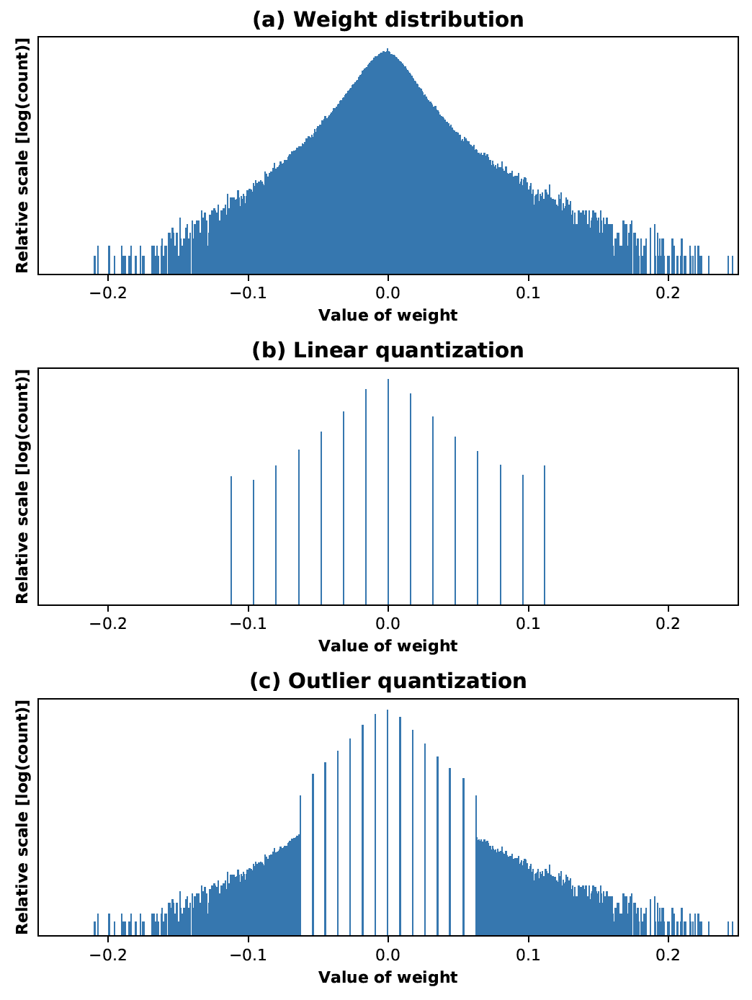 (a) Weight distribution
Relative scale [log(count)]
−0.2 −0.1 0.0 0.1 0.2
Value of weight
(b) Linear quantization
Relative scale [log(count)]
−0.2 −0.1 0.0 0.1 0.2
Value of weight
(c) Outlier quantization
Relative scale [log(count)]
−0.2 −0.1 0.0 0.1 0.2
Value of weight